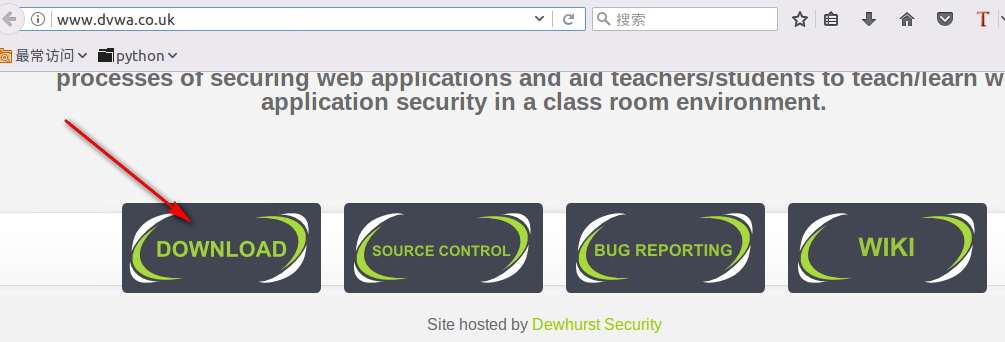 www.dvwa.co.uk
搜索
最常访问
python
processes of securing web applications and aid teachers/students to teach/learn w
application security in a class room environment.
DOWNLOAD
SOURCE CONTROL
BUG REPORTING
WIKI
Site hosted by Dewhurst Security